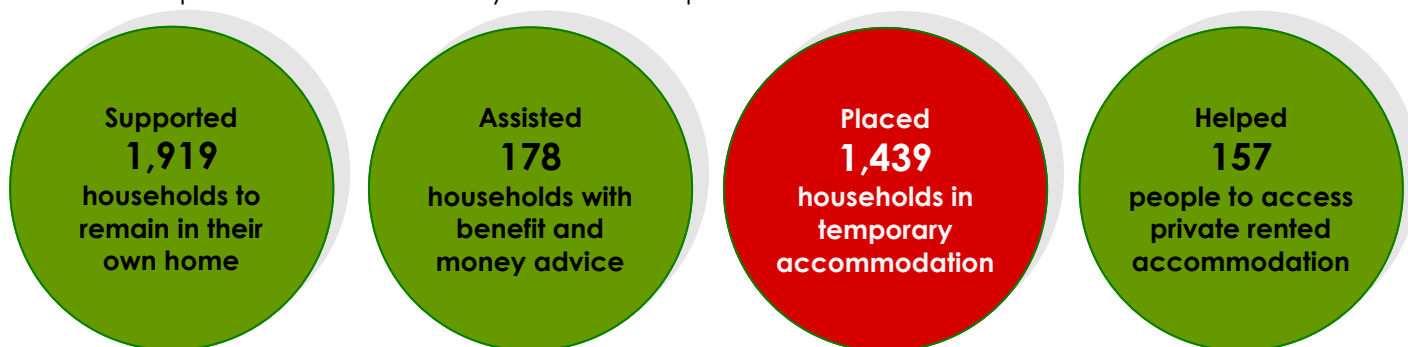 Supported
1,919
households to
remain in their
own home
Assisted
178
households with
benefit and
money advice
Placed
1,439
households in
temporary
accommodation
Helped
157
people to access
private rented
accommodation